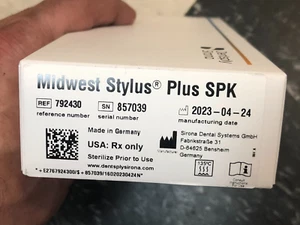 Midwest Stylus® Plus SPK
REF 792430 SN 857039 2023-04-24
reference number serial number manufacturing date
Made in Germany
USA: Rx only
Sterilize Prior to Use
www.dentsplysirona.com
Sirona Dental Systems GmbH
Fabrikstraße 31
D-64625 Bensheim
Germany
135°C